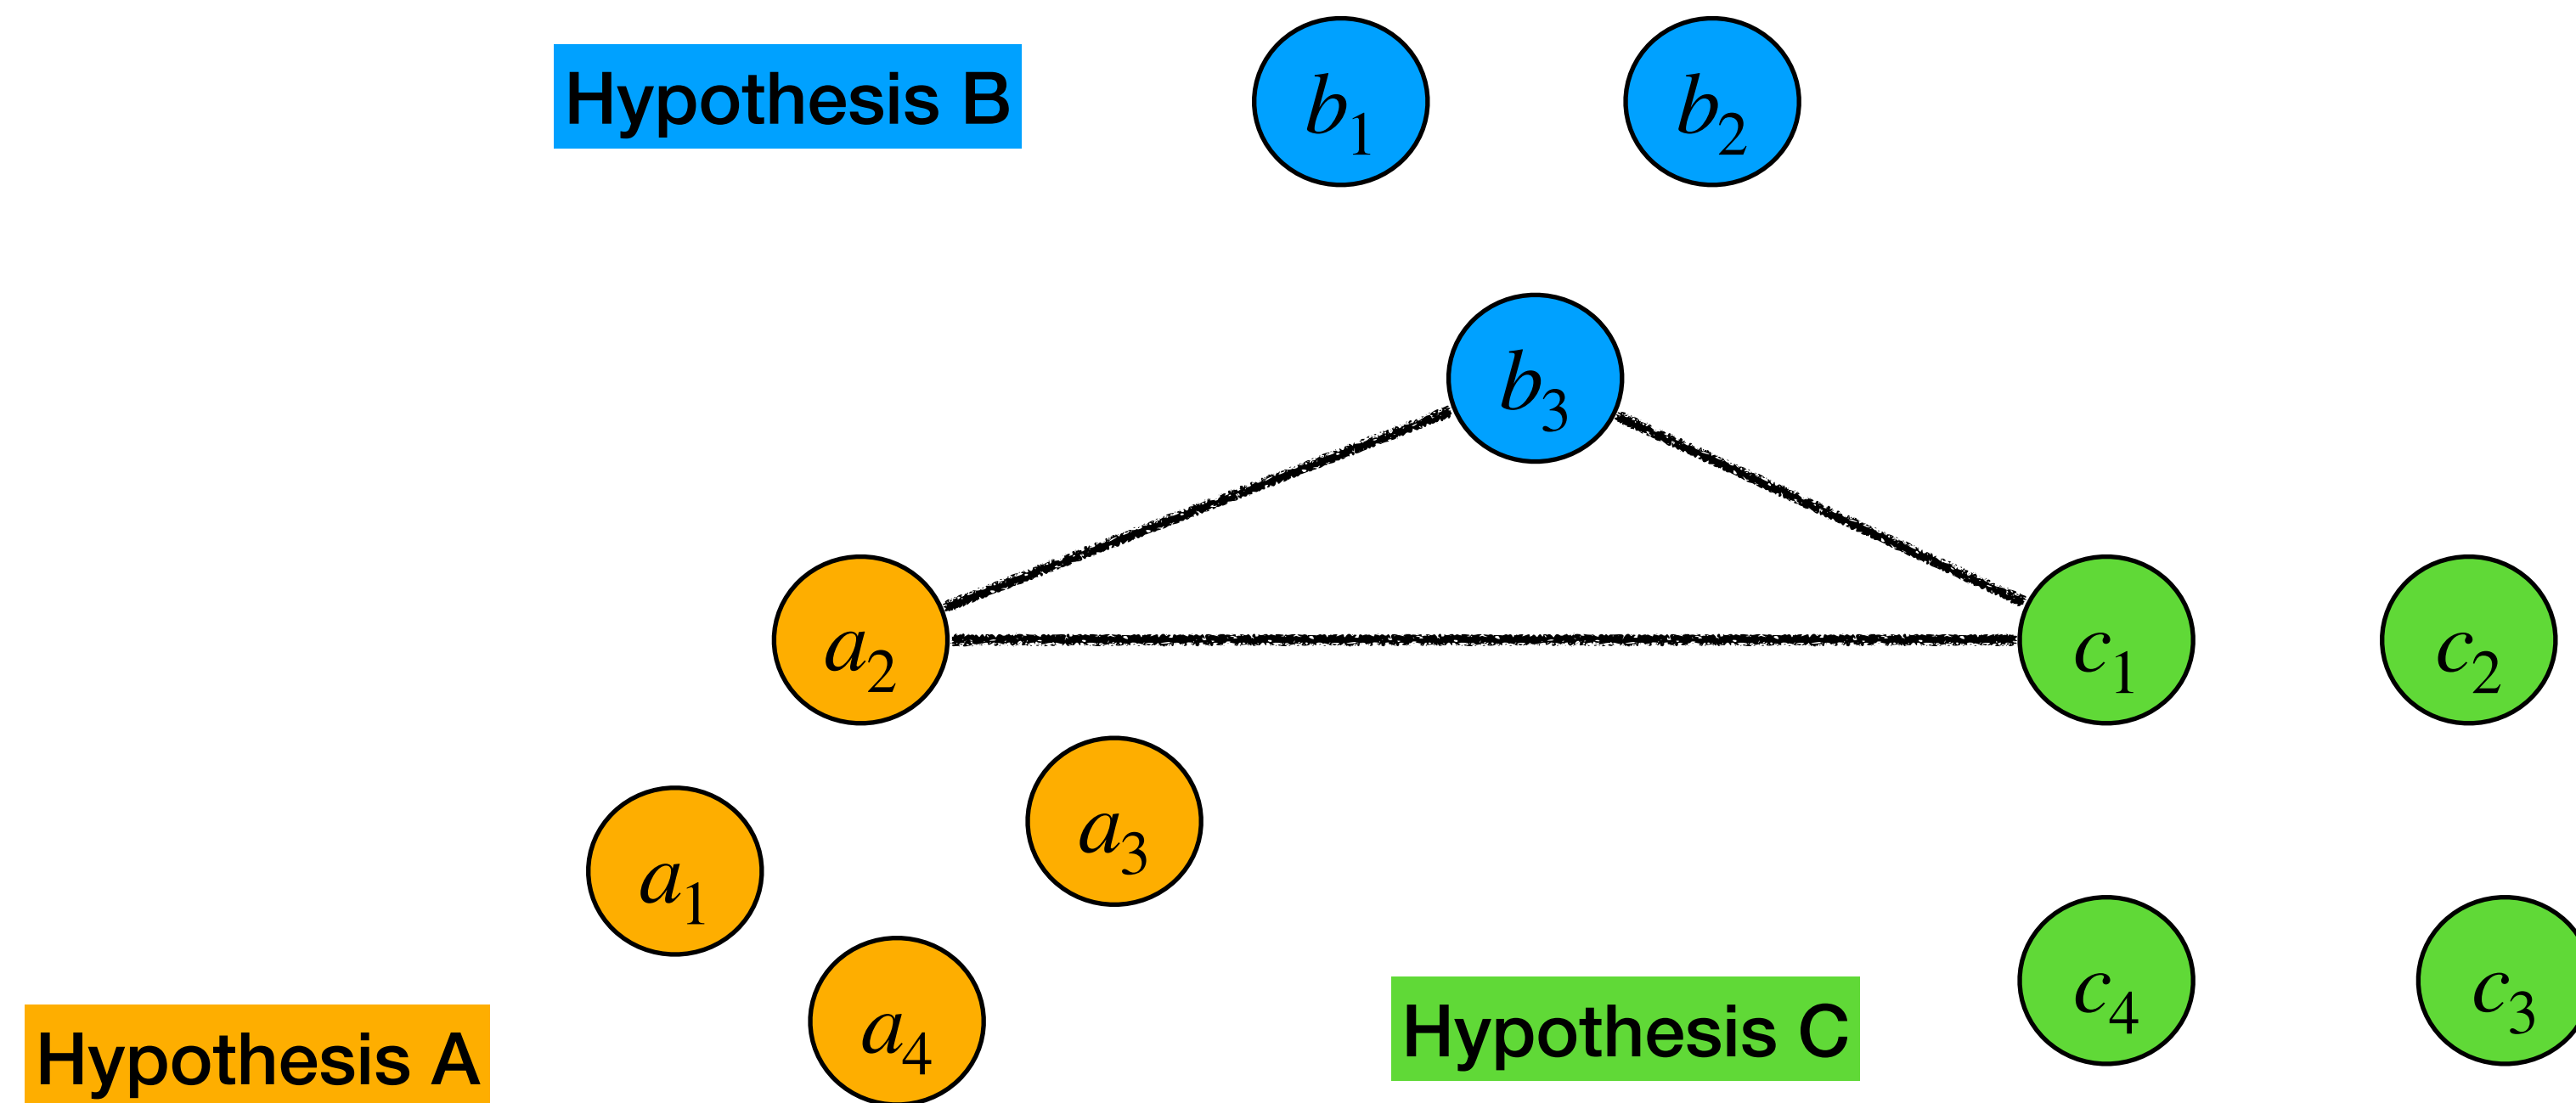 Hypothesis B
b₁
b₂
b₃
a₂
c₁
c₂
a₃
a₁
c₄
c₃
a₄
Hypothesis C
Hypothesis A